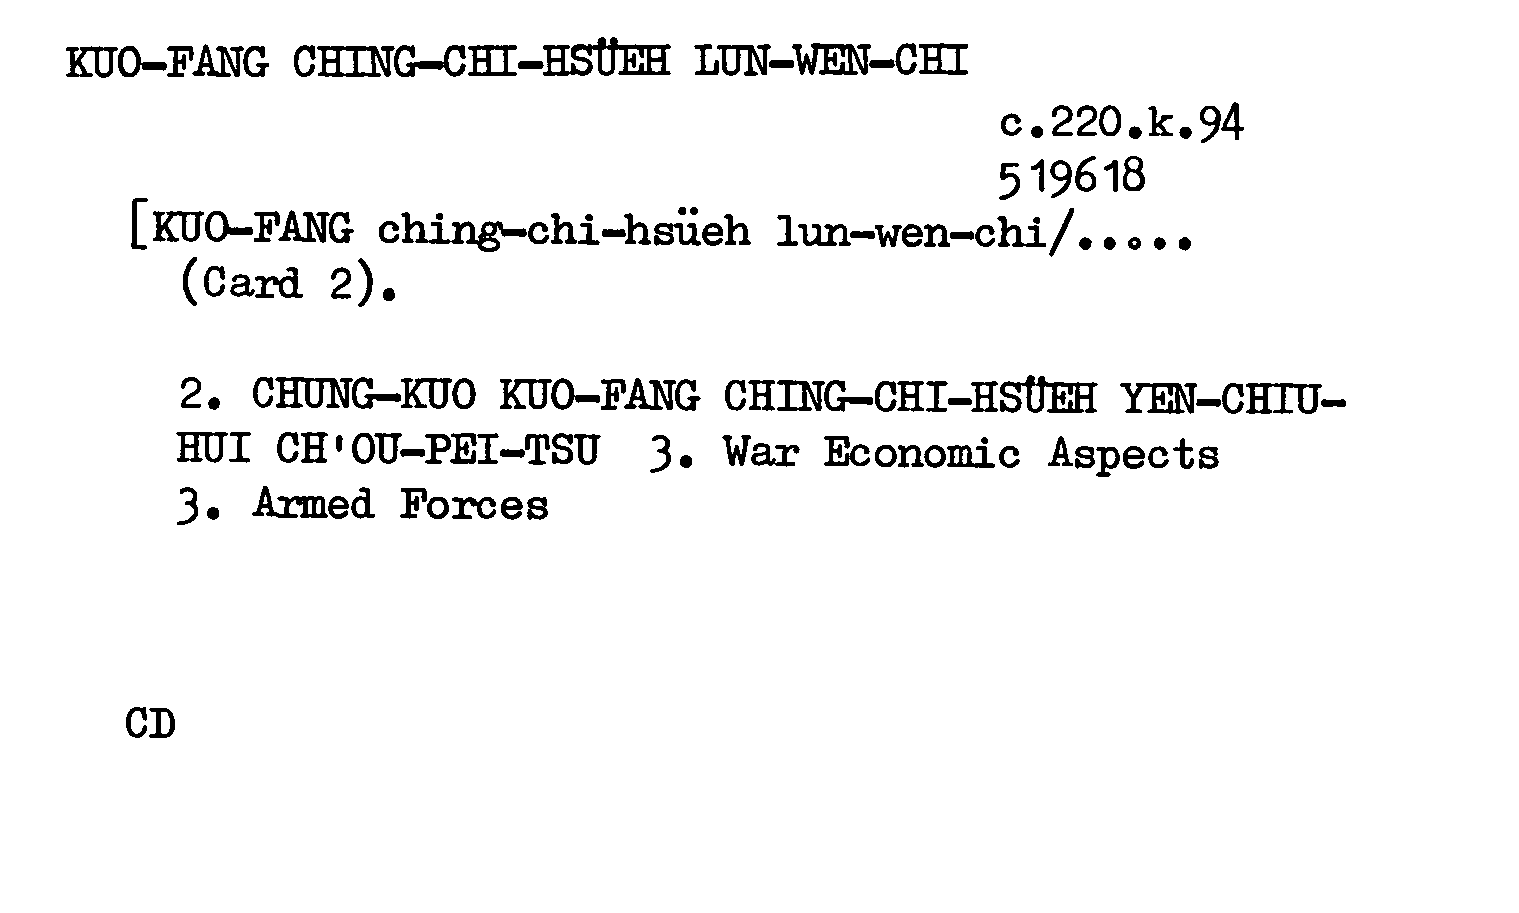 KUO-FANG CHING-CHI-HSÜEH LUN-WEN-CHI
c.220.k.94
519618
[KUO-FANG ching-chi-hsüeh lun-wen-chi/.....
(Card 2).
2. CHUNG-KUO KUO-FANG CHING-CHI-HSÜEH YEN-CHIU-
HUI CH'OU-PEI-TSU 3. War Economic Aspects
3. Armed Forces
CD